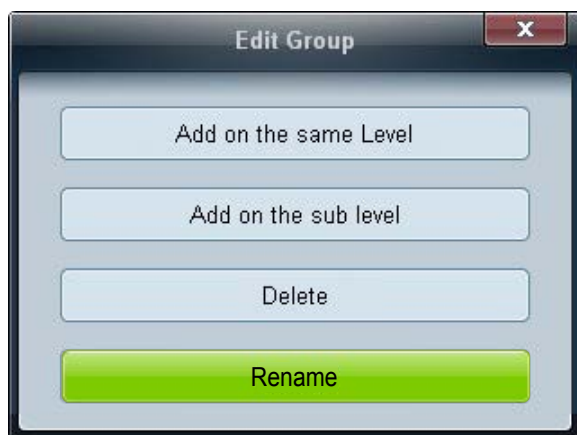 Edit Group
X
Add on the same Level
Add on the sub level
Delete
Rename